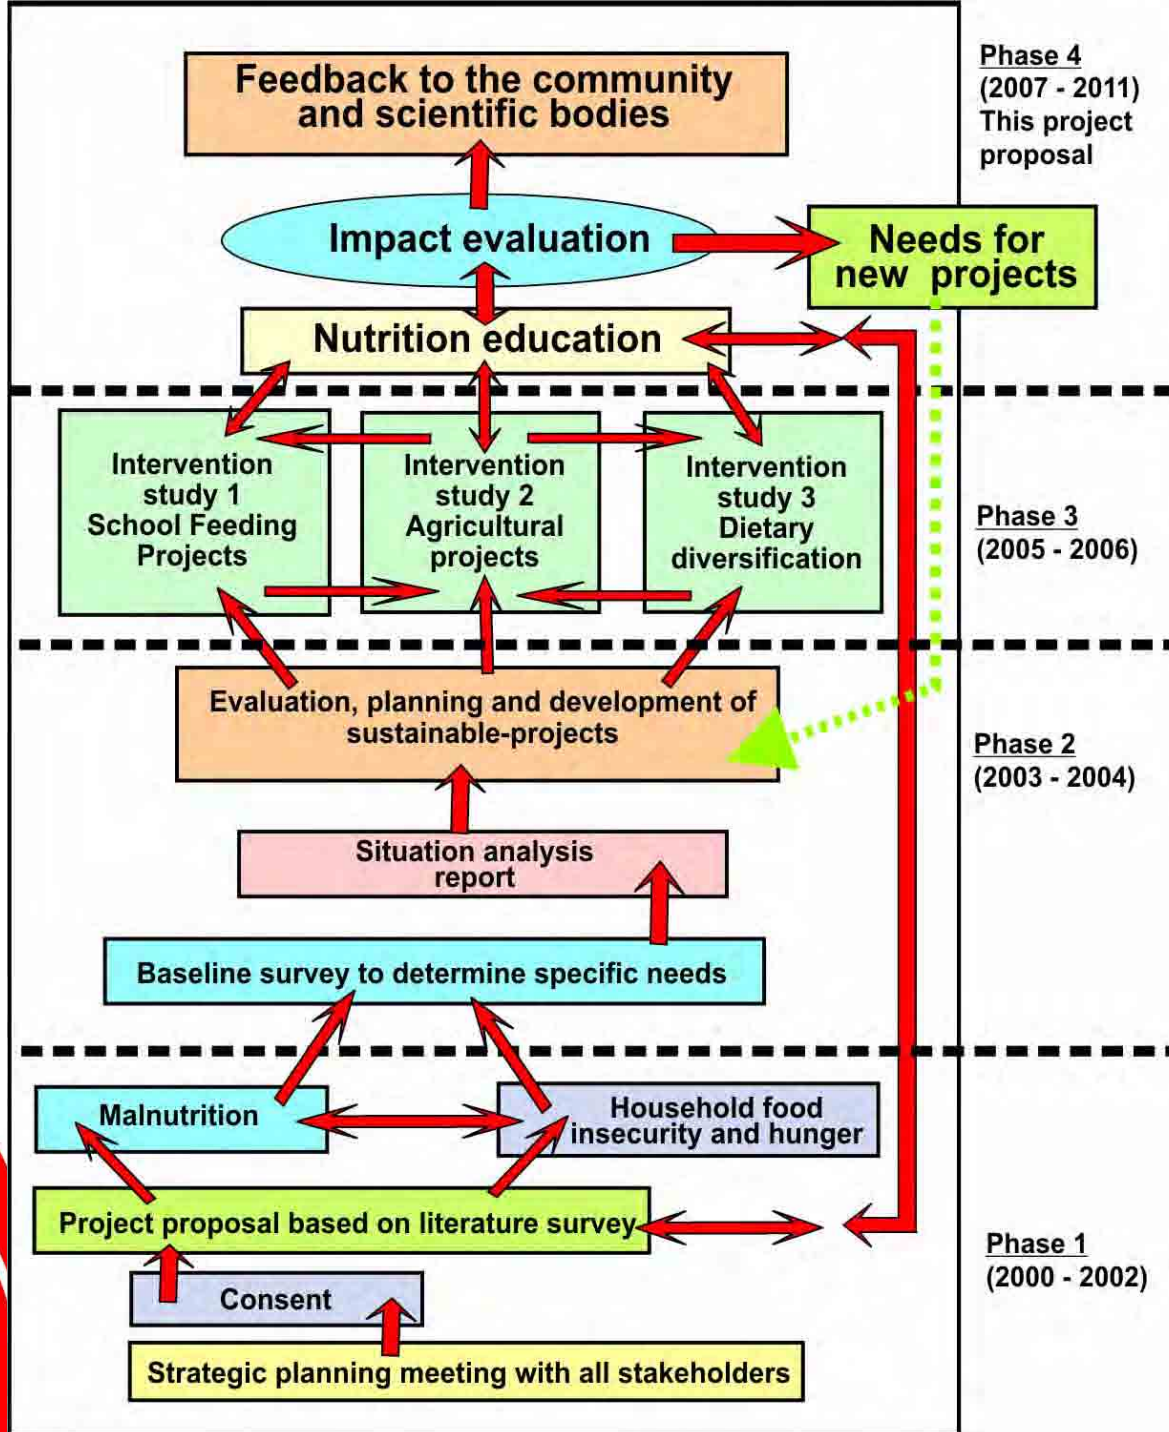 Phase 4
(2007 - 2011)
This project
proposal
Feedback to the community
and scientific bodies
Impact evaluation
Needs for
new projects
Nutrition education
Intervention
study 1
School Feeding
Projects
Intervention
study 2
Agricultural
projects
Intervention
study 3
Dietary
diversification
Phase 3
(2005 - 2006)
Evaluation, planning and development of
sustainable-projects
Phase 2
(2003 - 2004)
Situation analysis
report
Baseline survey to determine specific needs
Malnutrition
Household food
insecurity and hunger
Project proposal based on literature survey
Phase 1
(2000 - 2002)
Consent
Strategic planning meeting with all stakeholders